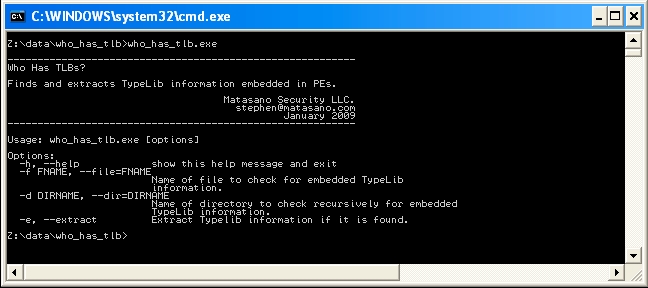 C:\WINDOWS\system32\cmd.exe
Z:\data\who_has_tlb>who_has_tlb.exe
------------------------------------------------------
Who Has TLBs?
Finds and extracts TypeLib information embedded in PEs.
Matasano Security LLC.
stephen@matasano.com
January 2009
------------------------------------------------------
Usage: who_has_tlb.exe [options]
Options:
-h, --help show this help message and exit
-f FNAME, --file=FNAME
Name of file to check for embedded TypeLib
information.
-d DIRNAME, --dir=DIRNAME
Name of directory to check recursively for embedded
TypeLib information.
-e, --extract Extract Typelib information if it is found.
Z:\data\who_has_tlb>